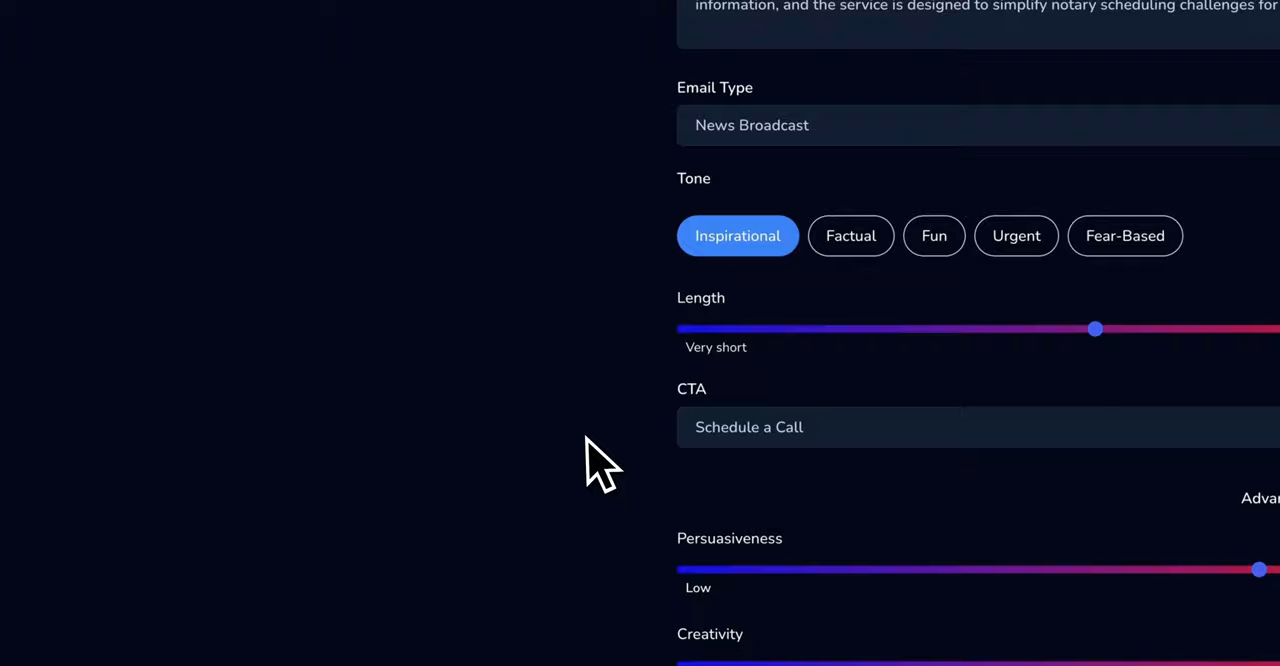 information, and the service is designed to simplify notary scheduling challenges for
Email Type
News Broadcast
Tone
Inspirational Factual Fun Urgent Fear-Based
Length
Very short
CTA
Schedule a Call
Persuasiveness
Low
Creativity